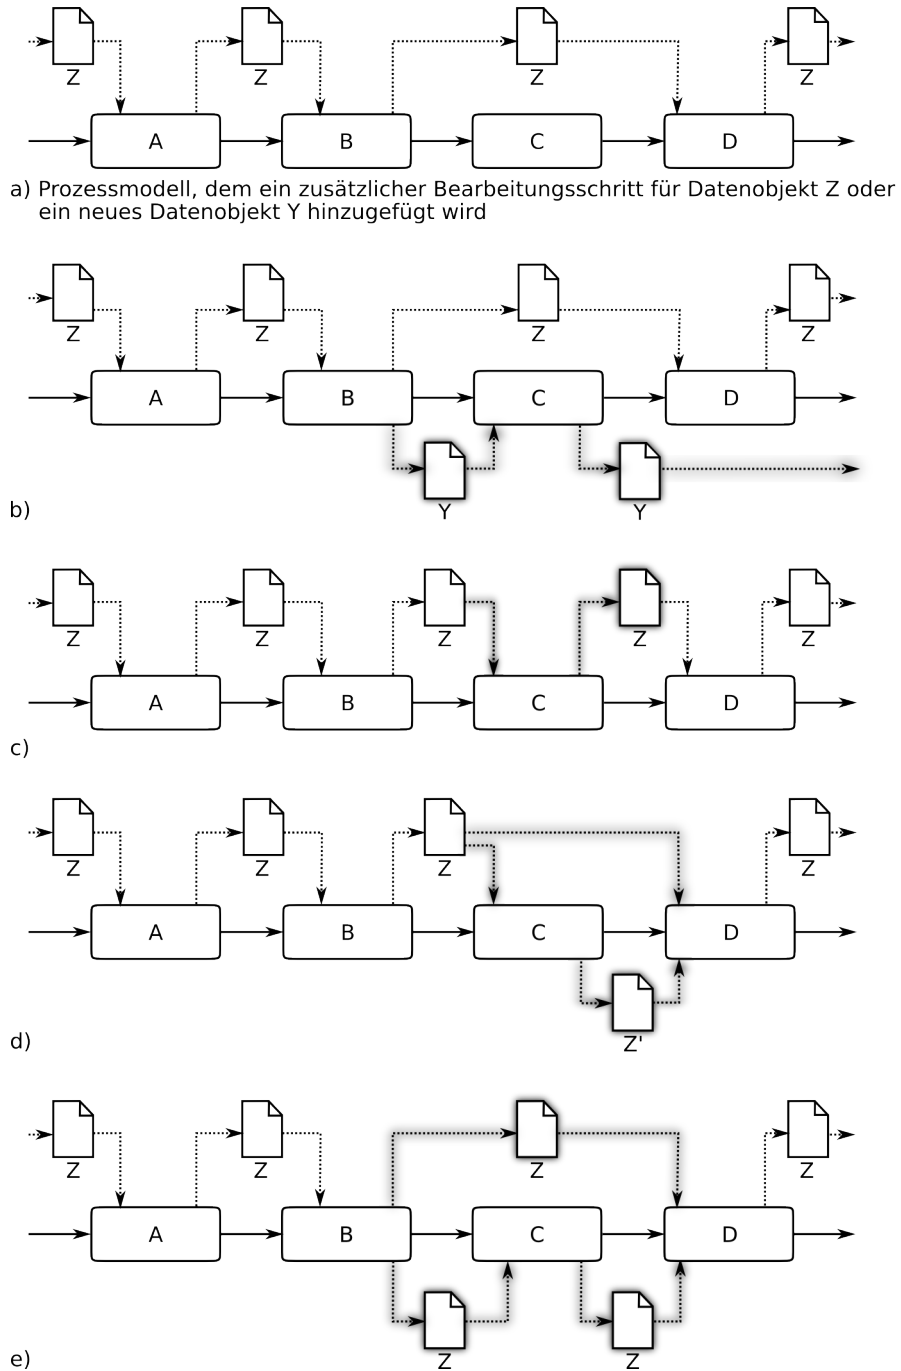 Z Z Z Z
A B C D
a) Prozessmodell, dem ein zusätzlicher Bearbeitungsschritt für Datenobjekt Z oder
ein neues Datenobjekt Y hinzugefügt wird
Z Z Z Z
A B C D
Y Y
b)
Z Z Z Z Z
A B C D
c)
Z Z Z Z
A B C D
Z'
d)
Z Z Z Z
A B C D
Z Z
e)